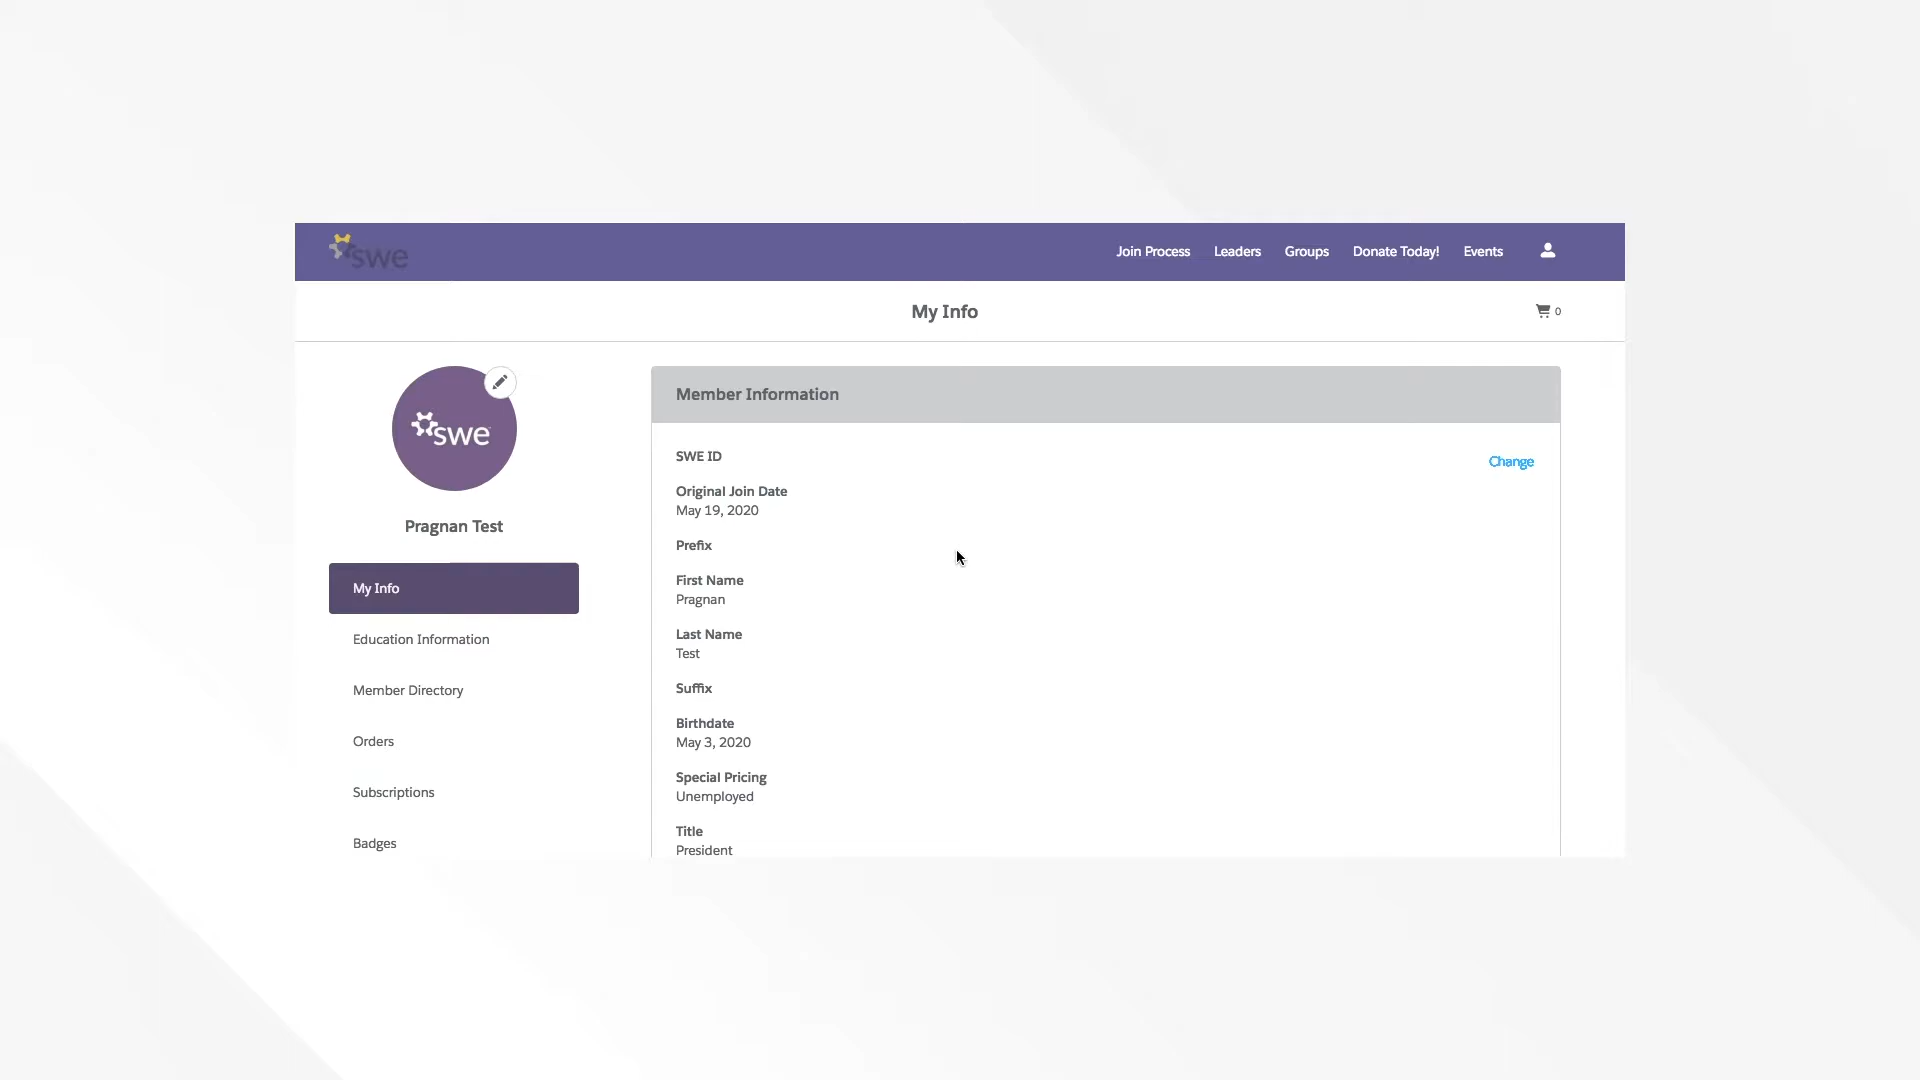 swe
Join Process
Leaders
Groups
Donate Today!
Events
My Info
0
swe
Pragnan Test
My Info
Education Information
Member Directory
Orders
Subscriptions
Badges
Member Information
SWE ID
Change
Original Join Date
May 19, 2020
Prefix
First Name
Pragnan
Last Name
Test
Suffix
Birthdate
May 3, 2020
Special Pricing
Unemployed
Title
President